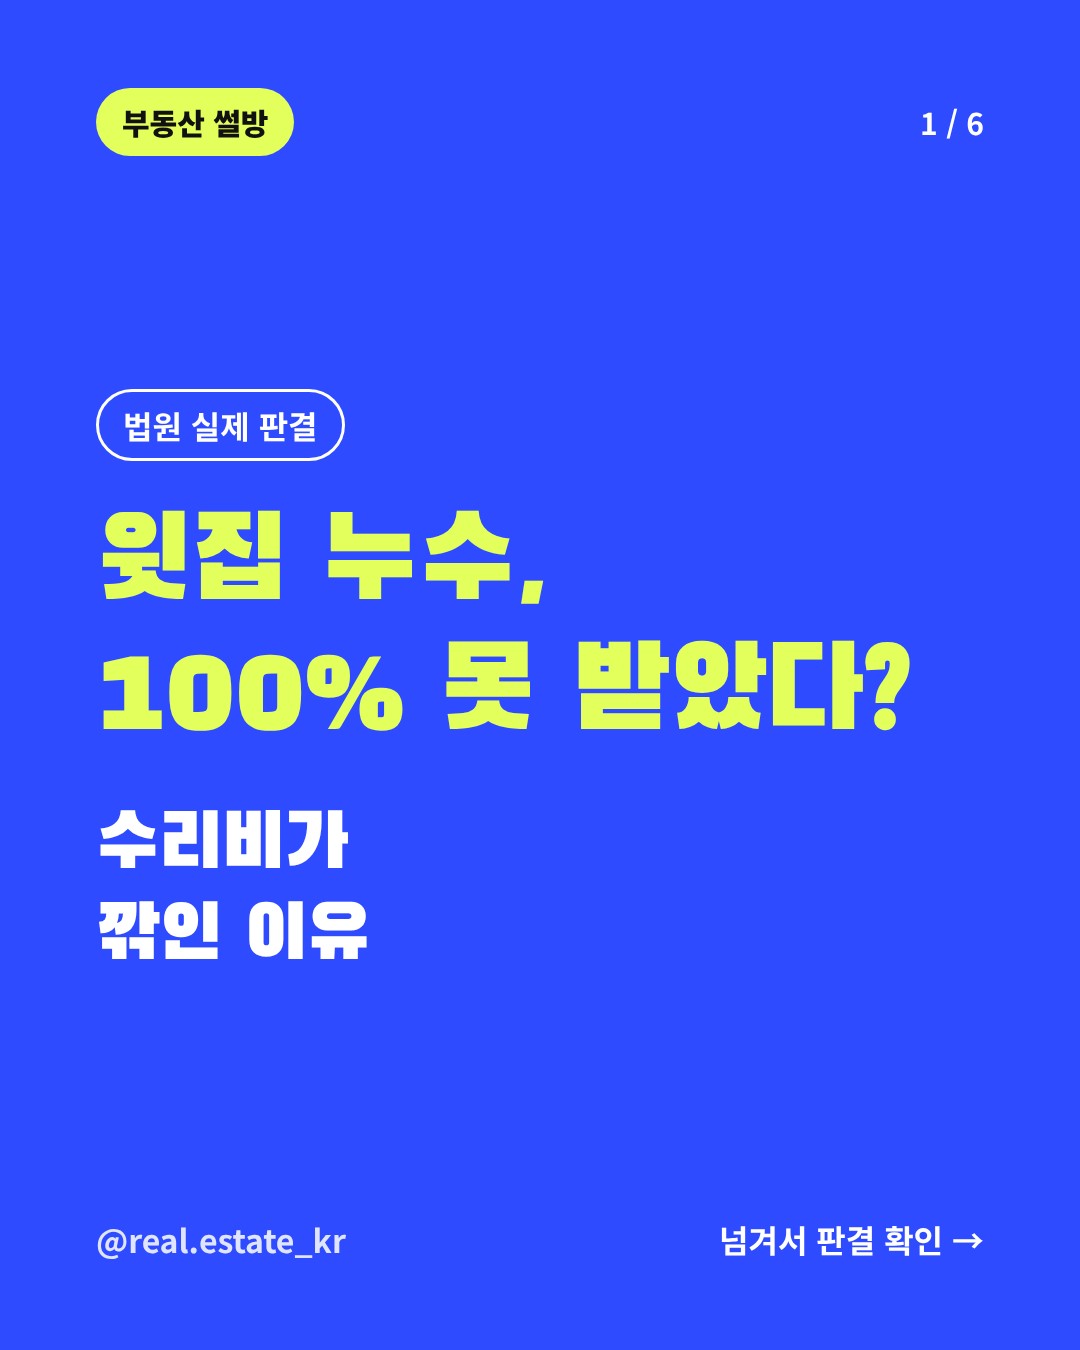 부동산 썰방
1 / 6
법원 실제 판결
윗집 누수,
100% 못 받았다?
수리비가
깎인 이유
@real.estate_kr
넘겨서 판결 확인 →